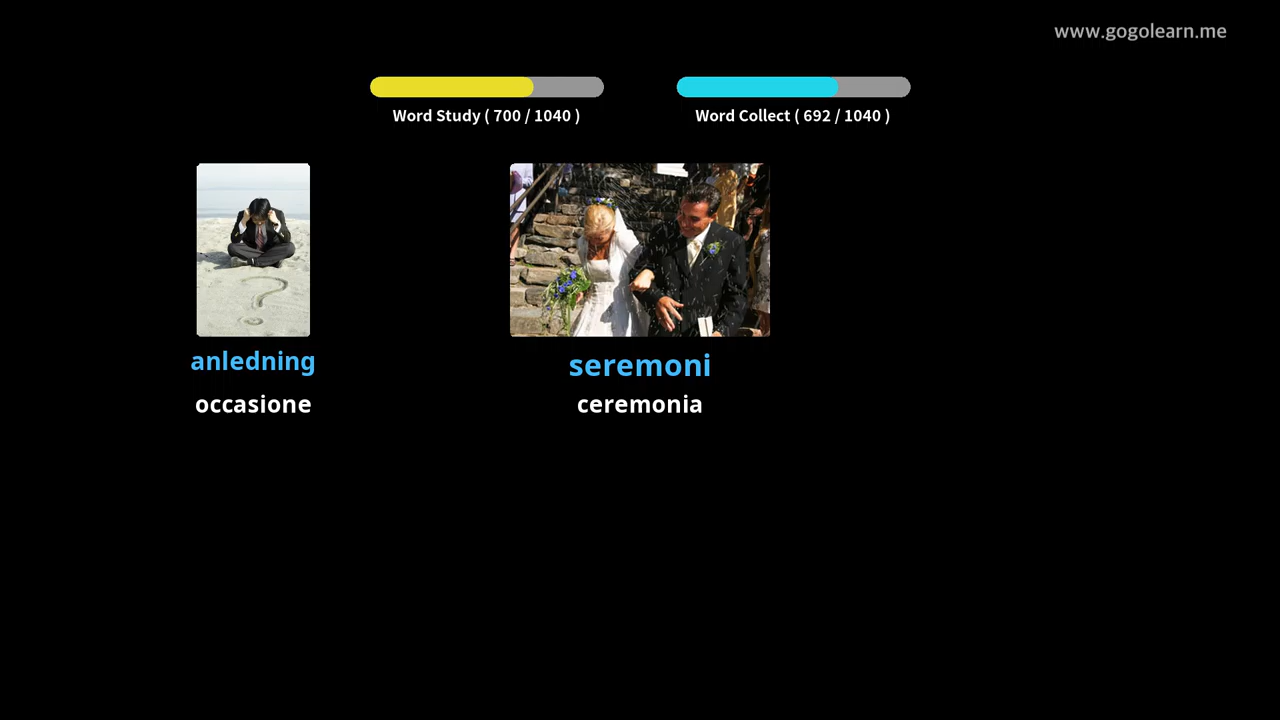 www.gogolearn.me
Word Study ( 700 / 1040 )
Word Collect ( 692 / 1040 )
anledning
seremoni
occasione
ceremonia